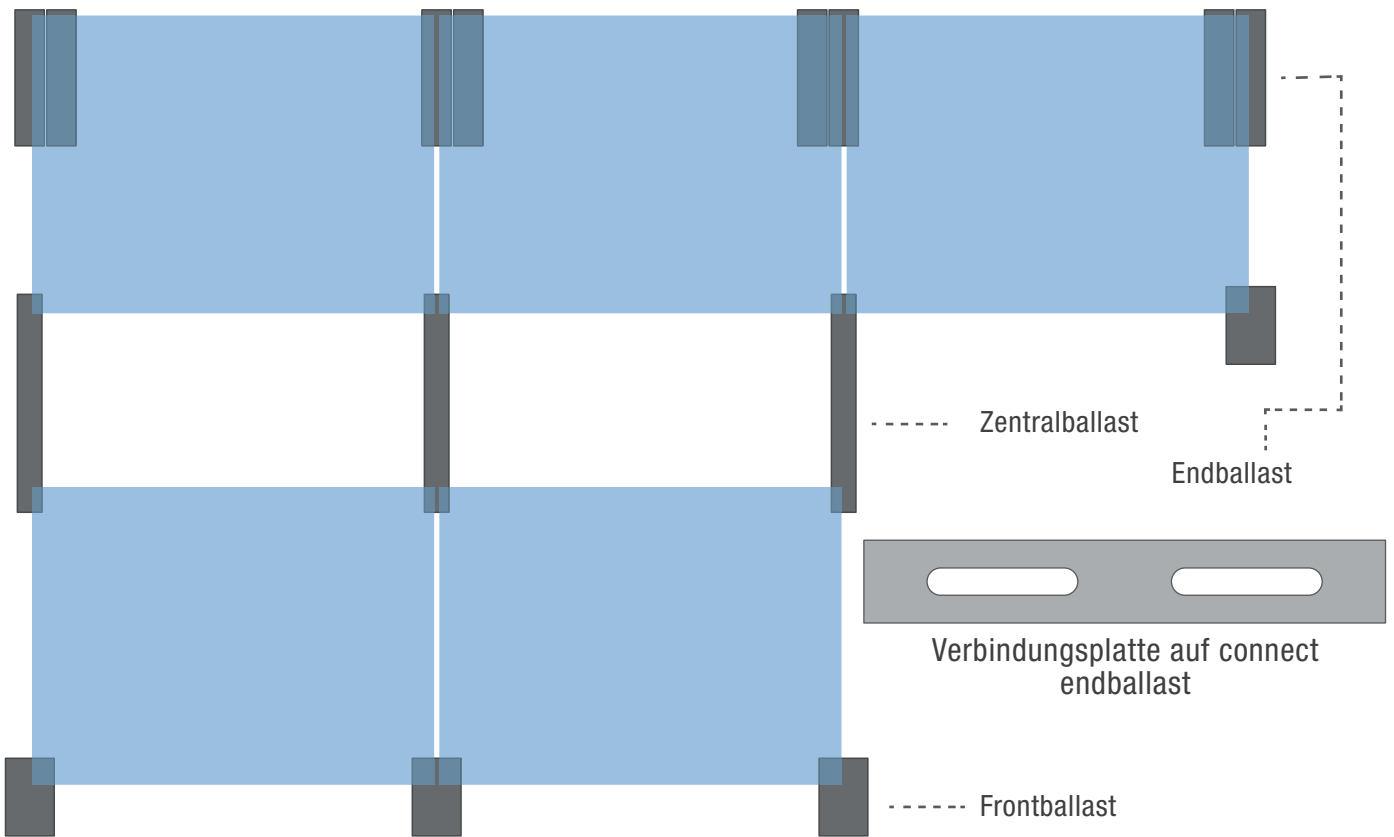 Zentralballast
Endballast
Verbindungsplatte auf connect
endballast
Frontballast